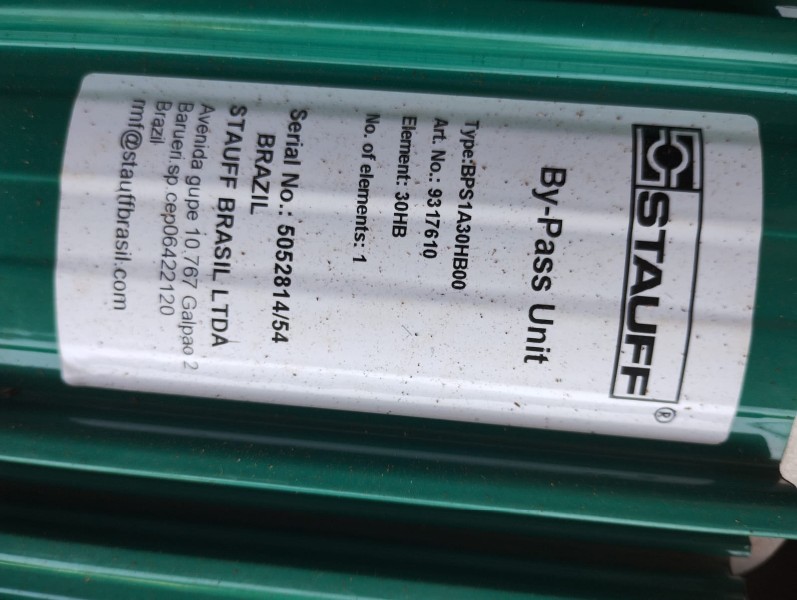 STAUFF®
By-Pass Unit
Type:BPS1A30HB00
Art. No.: 9317610
Element: 30HB
No. of elements: 1
Serial No.: 5052814/54
BRAZIL
STAUFF BRASIL LTDA
Avenida gupe 10.767 Galpao 2
Barueri.sp.cep06422120
Brazil
rmf@stauffbrasil.com